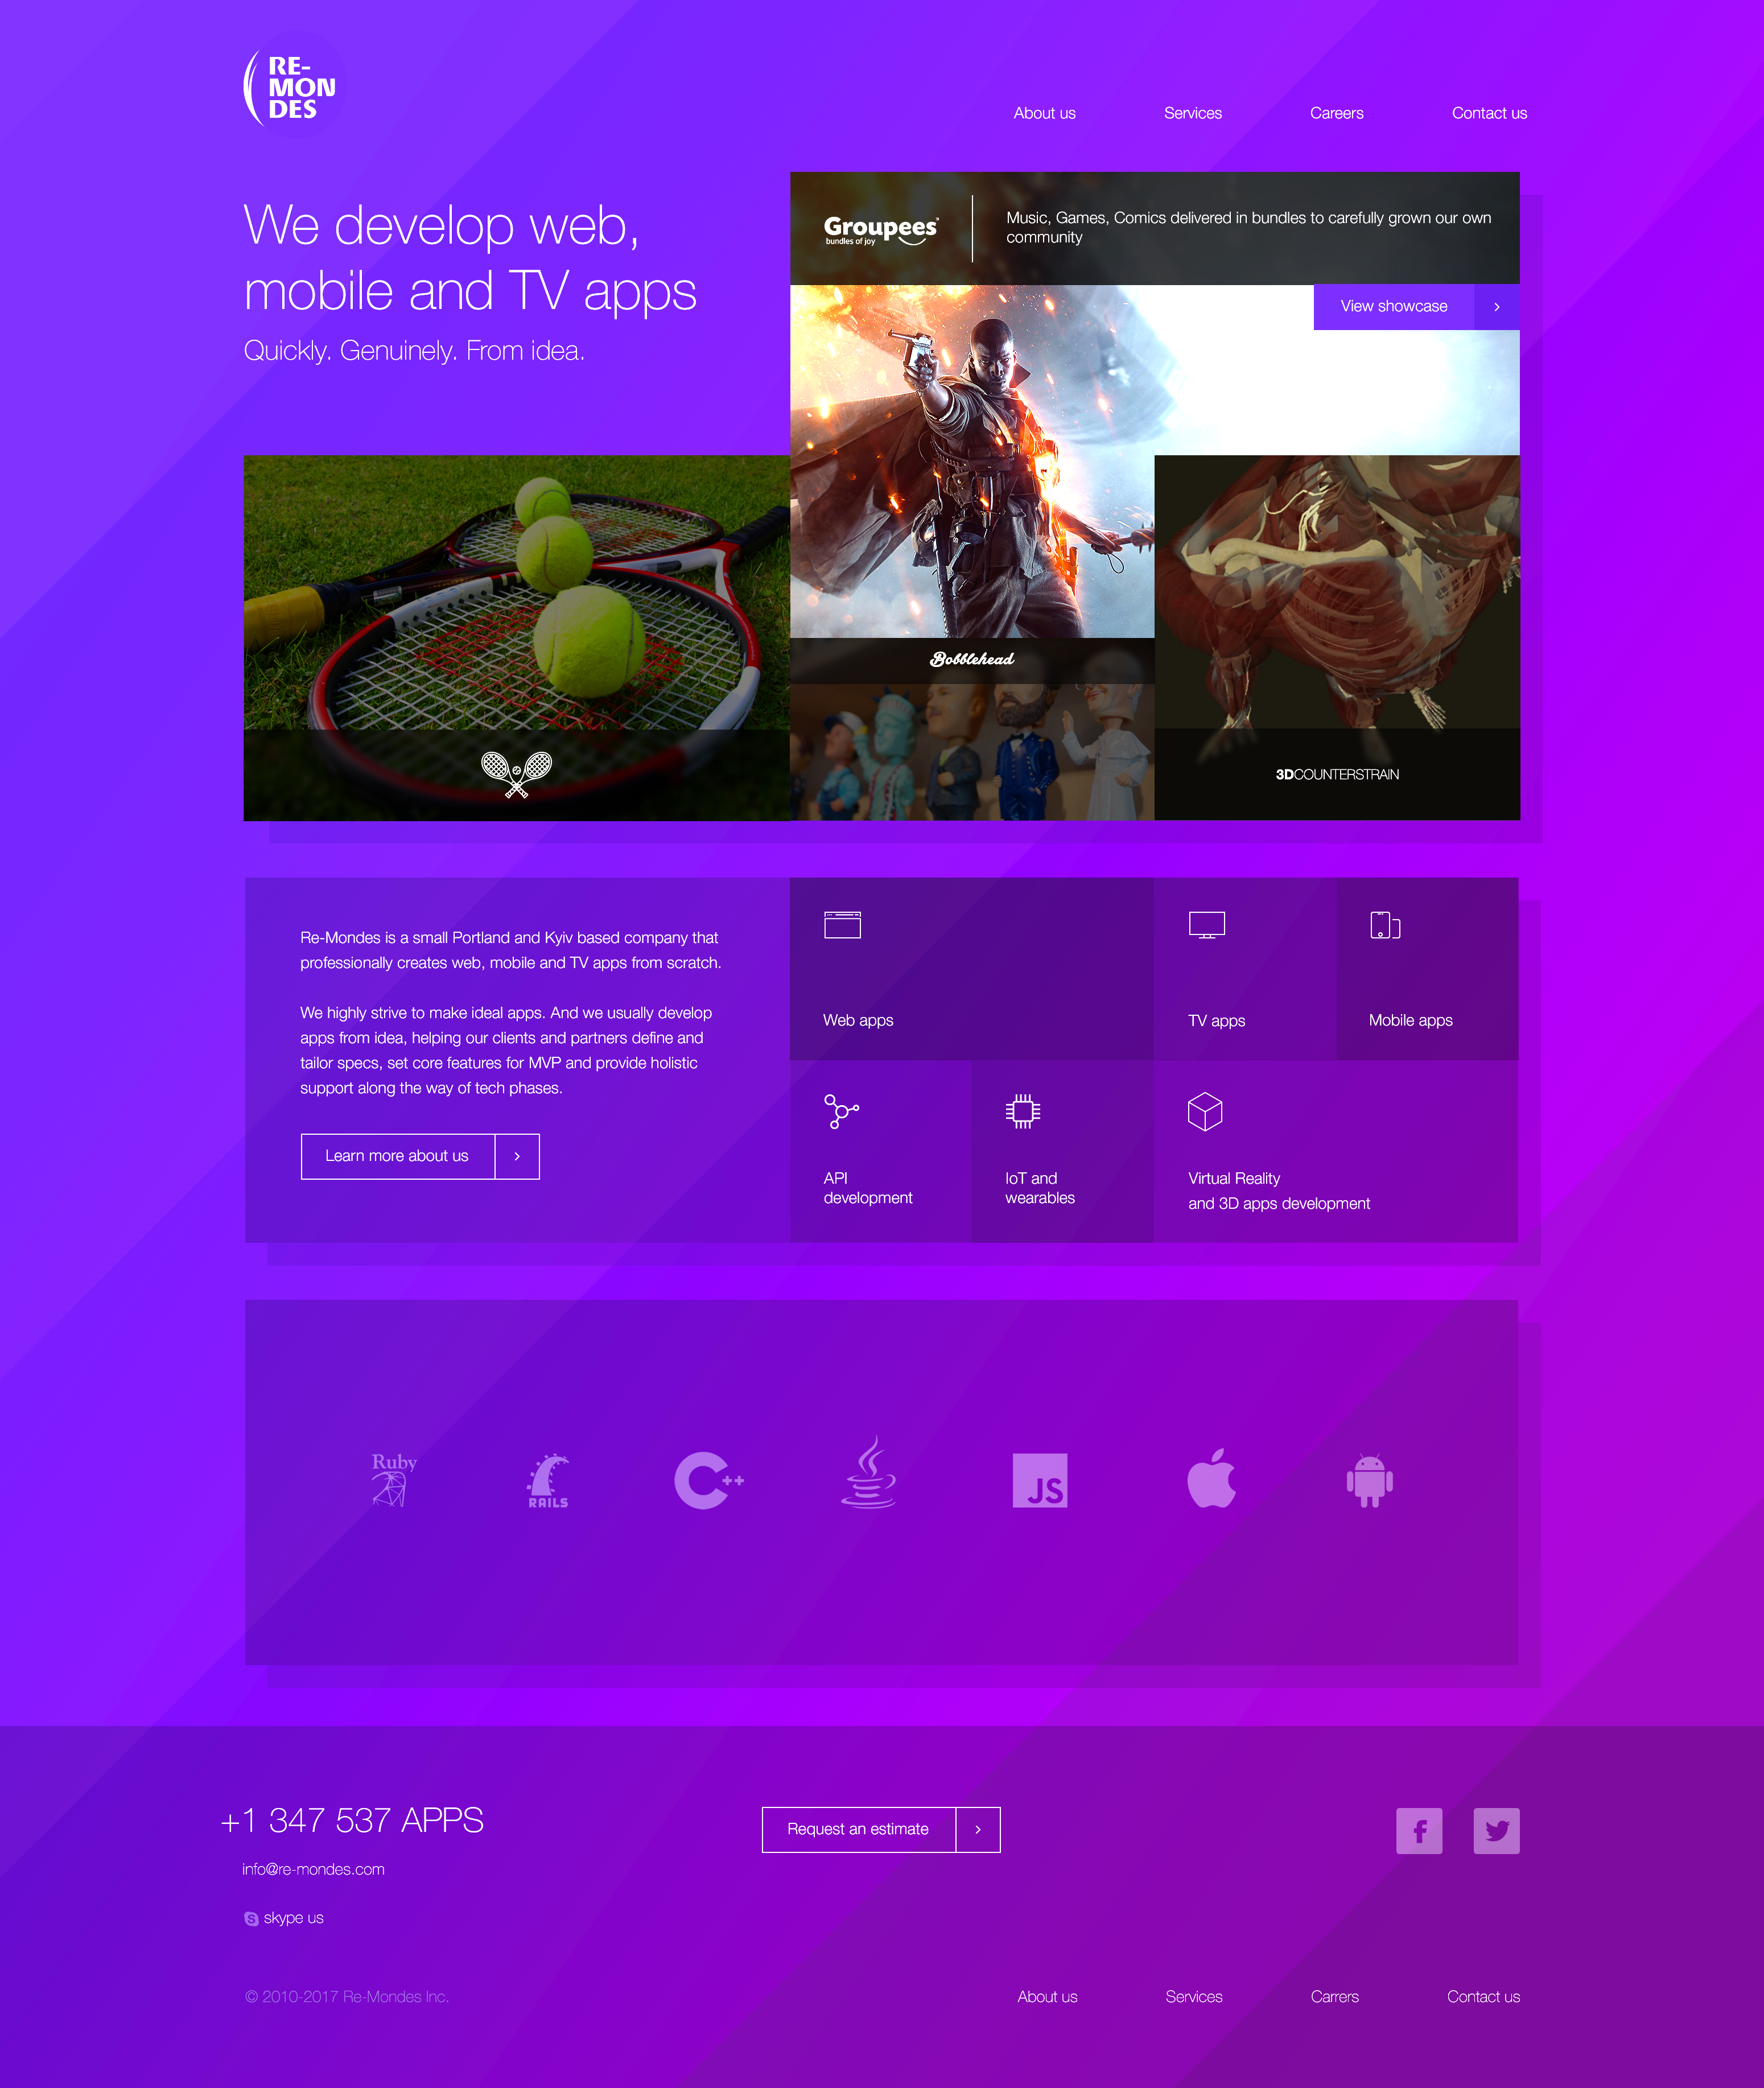 RE-
MON
DES
About us
Services
Careers
Contact us
We develop web,
mobile and TV apps
Quickly. Genuinely. From idea.
Groupees
bundles of joy
Music, Games, Comics delivered in bundles to carefully grown our own
community
View showcase
Bobblehead
3DCOUNTERSTRAIN
Re-Mondes is a small Portland and Kyiv based company that
professionally creates web, mobile and TV apps from scratch.
We highly strive to make ideal apps. And we usually develop
apps from idea, helping our clients and partners define and
tailor specs, set core features for MVP and provide holistic
support along the way of tech phases.
Learn more about us
Web apps
TV apps
Mobile apps
API
development
IoT and
wearables
Virtual Reality
and 3D apps development
Ruby
RAILS
C++
JS
+1 347 537 APPS
info@re-mondes.com
skype us
Request an estimate
© 2010-2017 Re-Mondes Inc.
About us
Services
Carrers
Contact us